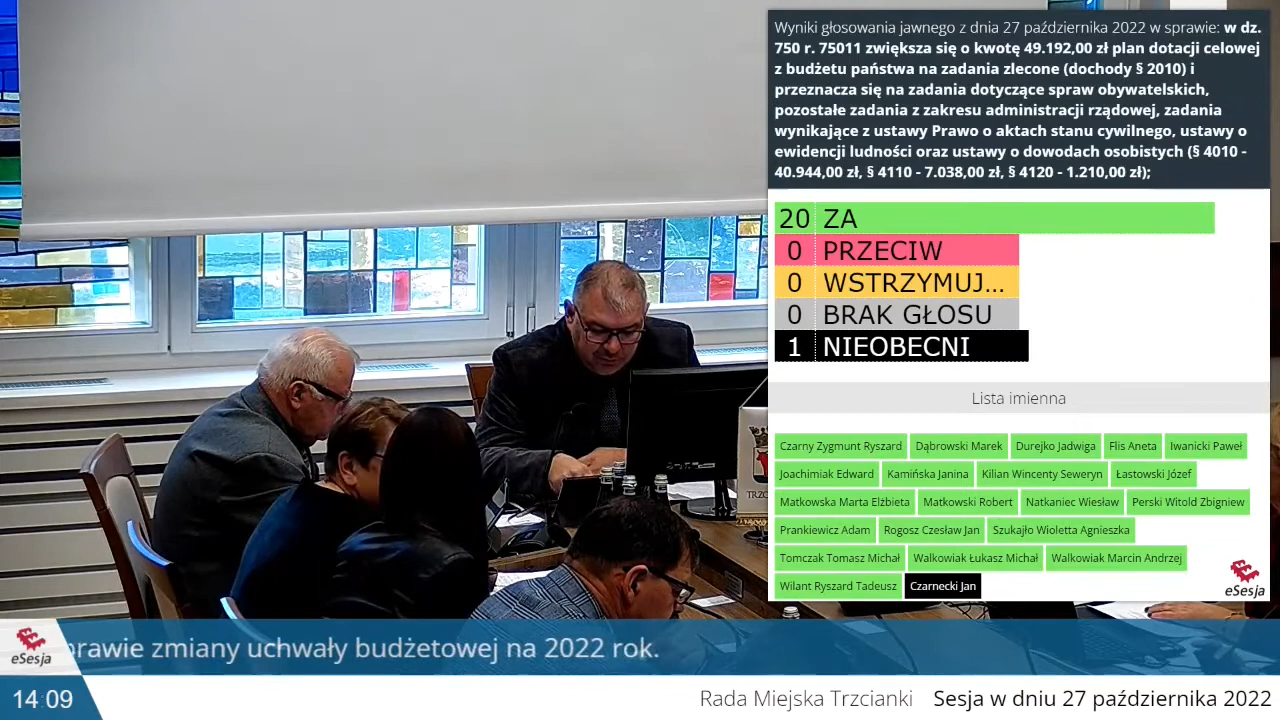 Wyniki głosowania jawnego z dnia 27 października 2022 w sprawie: w dz.
750 r. 75011 zwiększa się o kwotę 49.192,00 zł plan dotacji celowej
z budżetu państwa na zadania zlecone (dochody § 2010) i
przeznacza się na zadania dotyczące spraw obywatelskich,
pozostałe zadania z zakresu administracji rządowej, zadania
wynikające z ustawy Prawo o aktach stanu cywilnego, ustawy o
ewidencji ludności oraz ustawy o dowodach osobistych (§ 4010 -
40.944,00 zł, § 4110 - 7.038,00 zł, § 4120 - 1.210,00 zł);
20 ZA
0 PRZECIW
0 WSTRZYMUJ...
0 BRAK GŁOSU
1 NIEOBECNI
Lista imienna
Czarny Zygmunt Ryszard Dąbrowski Marek Durejko Jadwiga Flis Aneta Iwanicki Paweł
Joachimiak Edward Kamińska Janina Kilian Wincenty Seweryn Łastowski Józef
Matkowska Marta Elżbieta Matkowski Robert Natkaniec Wiesław Perski Witold Zbigniew
Prankiewicz Adam Rogosz Czesław Jan Szukajło Wioletta Agnieszka
Tomczak Tomasz Michał Walkowiak Łukasz Michał Walkowiak Marcin Andrzej
Wilant Ryszard Tadeusz Czarnecki Jan
eSesja
eSesja
prawie zmiany uchwały budżetowej na 2022 rok.
14:09
Rada Miejska Trzcianki Sesja w dniu 27 października 2022